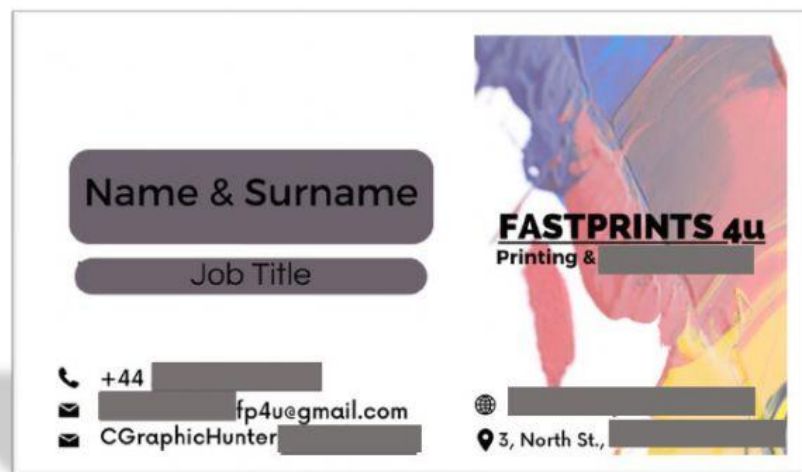 Name & Surname
Job Title
+44
fp4u@gmail.com
CGraphicHunter
FASTPRINTS 4u
Printing &
3, North St.,